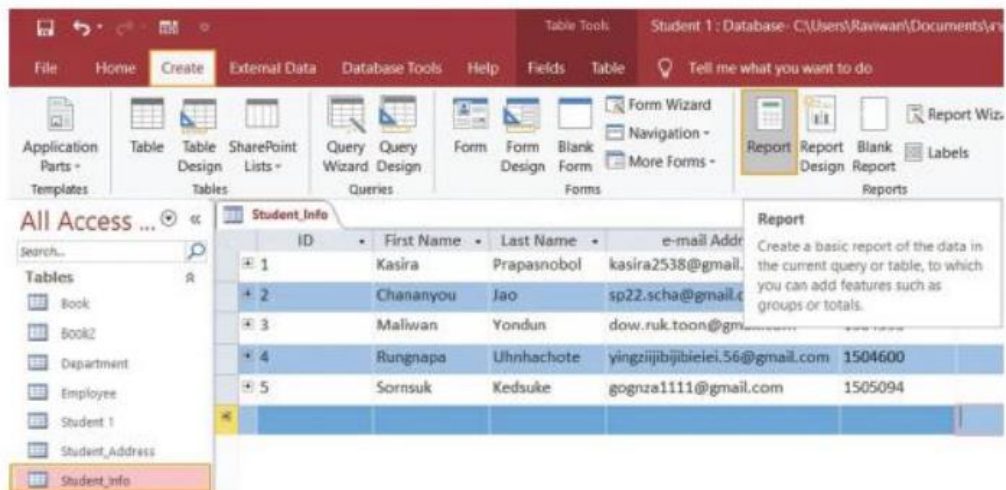 Table Tools
Student 1 : Database- C:\Users\Raviwan\Documents\
File Home Create External Data Database Tools Help Fields Table Tell me what you want to do
Application Parts
Templates
Table
Table Design
SharePoint Lists
Tables
Query Wizard
Query Design
Queries
Form
Form Design
Blank Form
Form Wizard
Navigation
More Forms
Forms
Report
Report Design
Blank Report
Report Wiz
Labels
Reports
All Access ...
Search...
Tables
Book
Book2
Department
Employee
Student 1
Student_Address
Student_Info
Student_Info
ID First Name Last Name e-mail Addr
1 Kasira Prapasnobol kasira2538@gmail.
2 Chananyou Jao sp22.scha@gmail.c
3 Maliwan Yondun
4 Rungnapa Uhnhachote yingziijibijibielei.56@gmail.com 1504600
5 Sornsuk Kedsuke gognza1111@gmail.com 1505094
Report
Create a basic report of the data in
the current query or table, to which
you can add features such as
groups or totals.